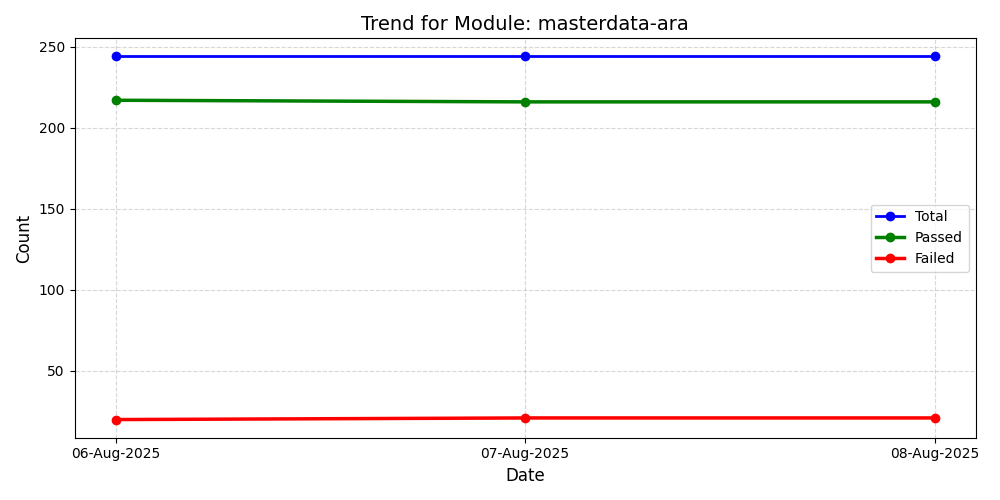 Trend for Module: masterdata-ara
250
200
150
100
50
Count
Total
Passed
Failed
06-Aug-2025
07-Aug-2025
08-Aug-2025
Date